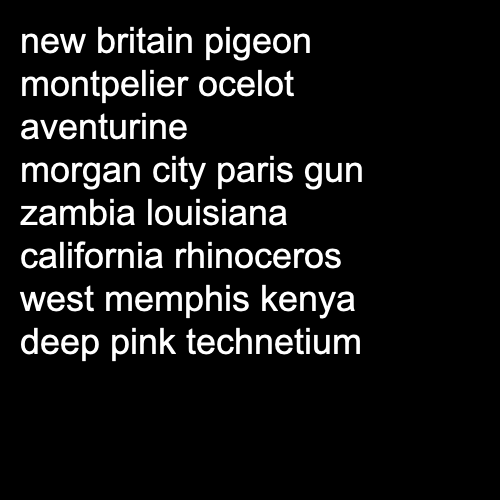 new britain pigeon
montpelier ocelot
aventurine
morgan city paris gun
zambia louisiana
california rhinoceros
west memphis kenya
deep pink technetium